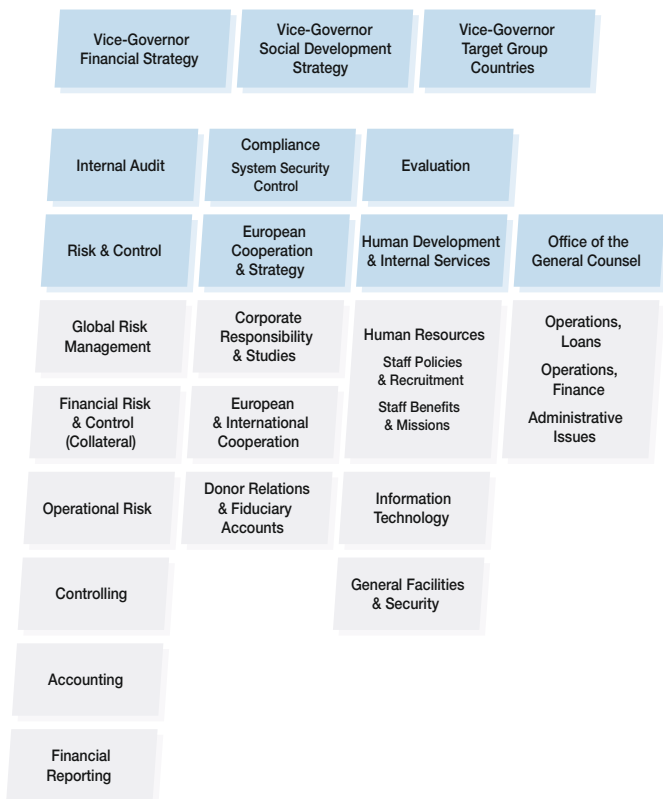 Vice-Governor
Financial Strategy
Vice-Governor
Social Development
Strategy
Vice-Governor
Target Group
Countries
Internal Audit
Compliance
System Security
Control
Evaluation
Risk & Control
European
Cooperation
& Strategy
Human Development
& Internal Services
Office of the
General Counsel
Global Risk
Management
Corporate
Responsibility
& Studies
Human Resources
Staff Policies
& Recruitment
Staff Benefits
& Missions
Operations,
Loans
Operations,
Finance
Administrative
Issues
Financial Risk
& Control
(Collateral)
European
& International
Cooperation
Operational Risk
Donor Relations
& Fiduciary
Accounts
Information
Technology
Controlling
General Facilities
& Security
Accounting
Financial
Reporting